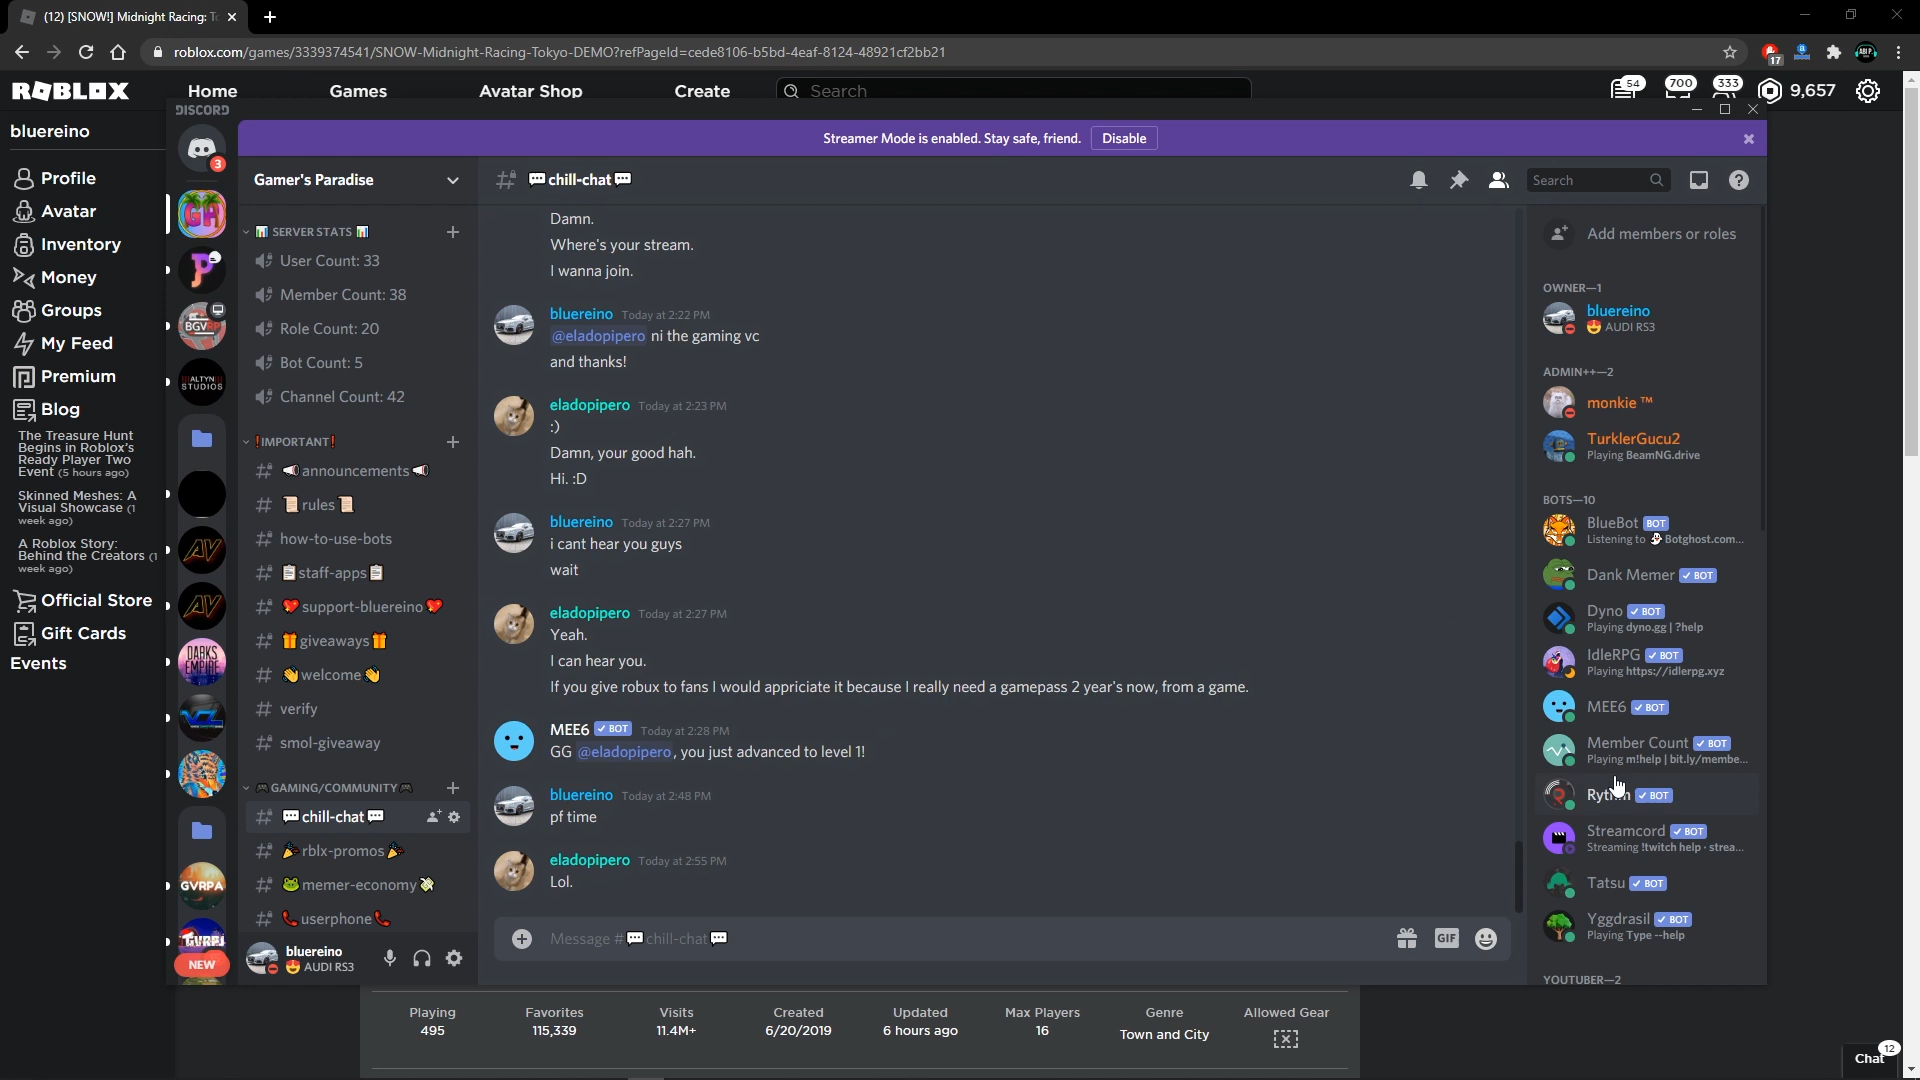 (12) [SNOW!] Midnight Racing: T
roblox.com/games/3339374541/SNOW-Midnight-Racing-Tokyo-DEMO?refPageId=cede8106-b5bd-4eaf-8124-48921cf2bb21
17
ROBLOX
Home
Games
Avatar Shop
Create
Search
54
700
333
9,657
bluereino
Profile
Avatar
Inventory
Money
Groups
My Feed
Premium
Blog
The Treasure Hunt
Begins in Roblox's
Ready Player Two
Event (5 hours ago)
Skinned Meshes: A
Visual Showcase (1
week ago)
A Roblox Story:
Behind the Creators (1
week ago)
Official Store
Gift Cards
Events
DISCORD
3
BGVRP
ALTYN
STUDIOS
AV
AV
DARKS
EMPIRE
GVRPA
NEW
Streamer Mode is enabled. Stay safe, friend.
Disable
Gamer's Paradise
📊 SERVER STATS 📊
User Count: 33
Member Count: 38
Role Count: 20
Bot Count: 5
Channel Count: 42
❗IMPORTANT❗
📢announcements📢
📜rules📜
how-to-use-bots
📋staff-apps📋
💖support-bluereino💖
🎁giveaways🎁
👋welcome👋
verify
smol-giveaway
🎮GAMING/COMMUNITY🎮
💬chill-chat💬
🎉rblx-promos🎉
🐸memer-economy💸
📞userphone📞
bluereino
😍 AUDI RS3
💬chill-chat💬
Search
Damn.
Where's your stream.
I wanna join.
bluereino Today at 2:22 PM
@eladopipero ni the gaming vc
and thanks!
eladopipero Today at 2:23 PM
:)
Damn, your good hah.
Hi. :D
bluereino Today at 2:27 PM
i cant hear you guys
wait
eladopipero Today at 2:27 PM
Yeah.
I can hear you.
If you give robux to fans I would appriciate it because I really need a gamepass 2 year's now, from a game.
MEE6 ✓ BOT Today at 2:28 PM
GG @eladopipero, you just advanced to level 1!
bluereino Today at 2:48 PM
pf time
eladopipero Today at 2:55 PM
Lol.
Message #💬chill-chat💬
GIF
Add members or roles
OWNER—1
bluereino
😍 AUDI RS3
ADMIN++—2
monkie ™
TurklerGucu2
Playing BeamNG.drive
BOTS—10
BlueBot BOT
Listening to 👻 Botghost.com...
Dank Memer ✓ BOT
Dyno ✓ BOT
Playing dyno.gg | ?help
IdleRPG ✓ BOT
Playing https://idlerpg.xyz
MEE6 ✓ BOT
Member Count ✓ BOT
Playing m!help | bit.ly/membe...
Rythm ✓ BOT
Streamcord ✓ BOT
Streaming !twitch help · strea...
Tatsu ✓ BOT
Yggdrasil ✓ BOT
Playing Type --help
YOUTUBER—2
Playing
495
Favorites
115,339
Visits
11.4M+
Created
6/20/2019
Updated
6 hours ago
Max Players
16
Genre
Town and City
Allowed Gear
Chat
12